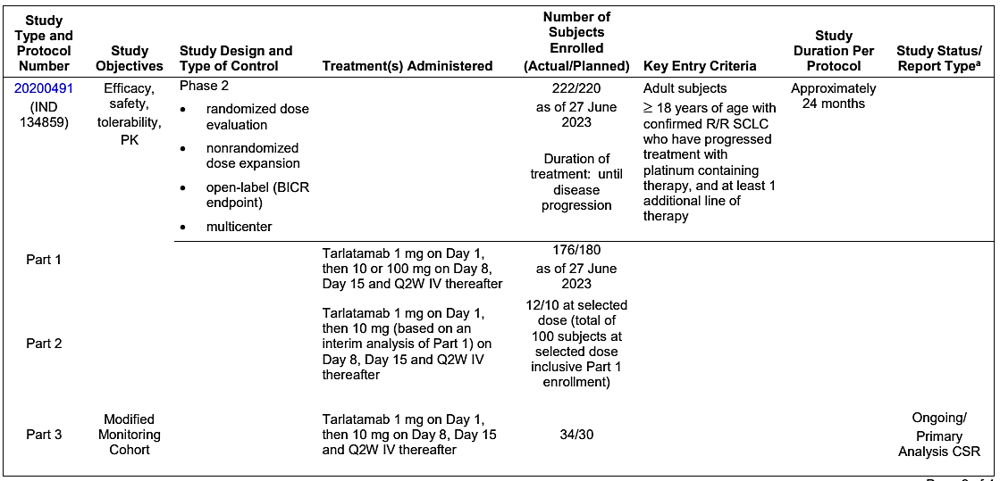 Study
Type and
Protocol
Number
Study
Objectives
Study Design and
Type of Control
Treatment(s) Administered
Number of
Subjects
Enrolled
(Actual/Planned)
Key Entry Criteria
Study
Duration Per
Protocol
Study Status/
Report Typeᵃ
20200491
(IND
134859)
Efficacy,
safety,
tolerability,
PK
Phase 2
• randomized dose
evaluation
• nonrandomized
dose expansion
• open-label (BICR
endpoint)
• multicenter
222/220
as of 27 June
2023
Duration of
treatment: until
disease
progression
Adult subjects
≥ 18 years of age with
confirmed R/R SCLC
who have progressed
treatment with
platinum containing
therapy, and at least 1
additional line of
therapy
Approximately
24 months
Part 1
Tarlatamab 1 mg on Day 1,
then 10 or 100 mg on Day 8,
Day 15 and Q2W IV thereafter
176/180
as of 27 June
2023
Part 2
Tarlatamab 1 mg on Day 1,
then 10 mg (based on an
interim analysis of Part 1) on
Day 8, Day 15 and Q2W IV
thereafter
12/10 at selected
dose (total of
100 subjects at
selected dose
inclusive Part 1
enrollment)
Part 3
Modified
Monitoring
Cohort
Tarlatamab 1 mg on Day 1,
then 10 mg on Day 8, Day 15
and Q2W IV thereafter
34/30
Ongoing/
Primary
Analysis CSR